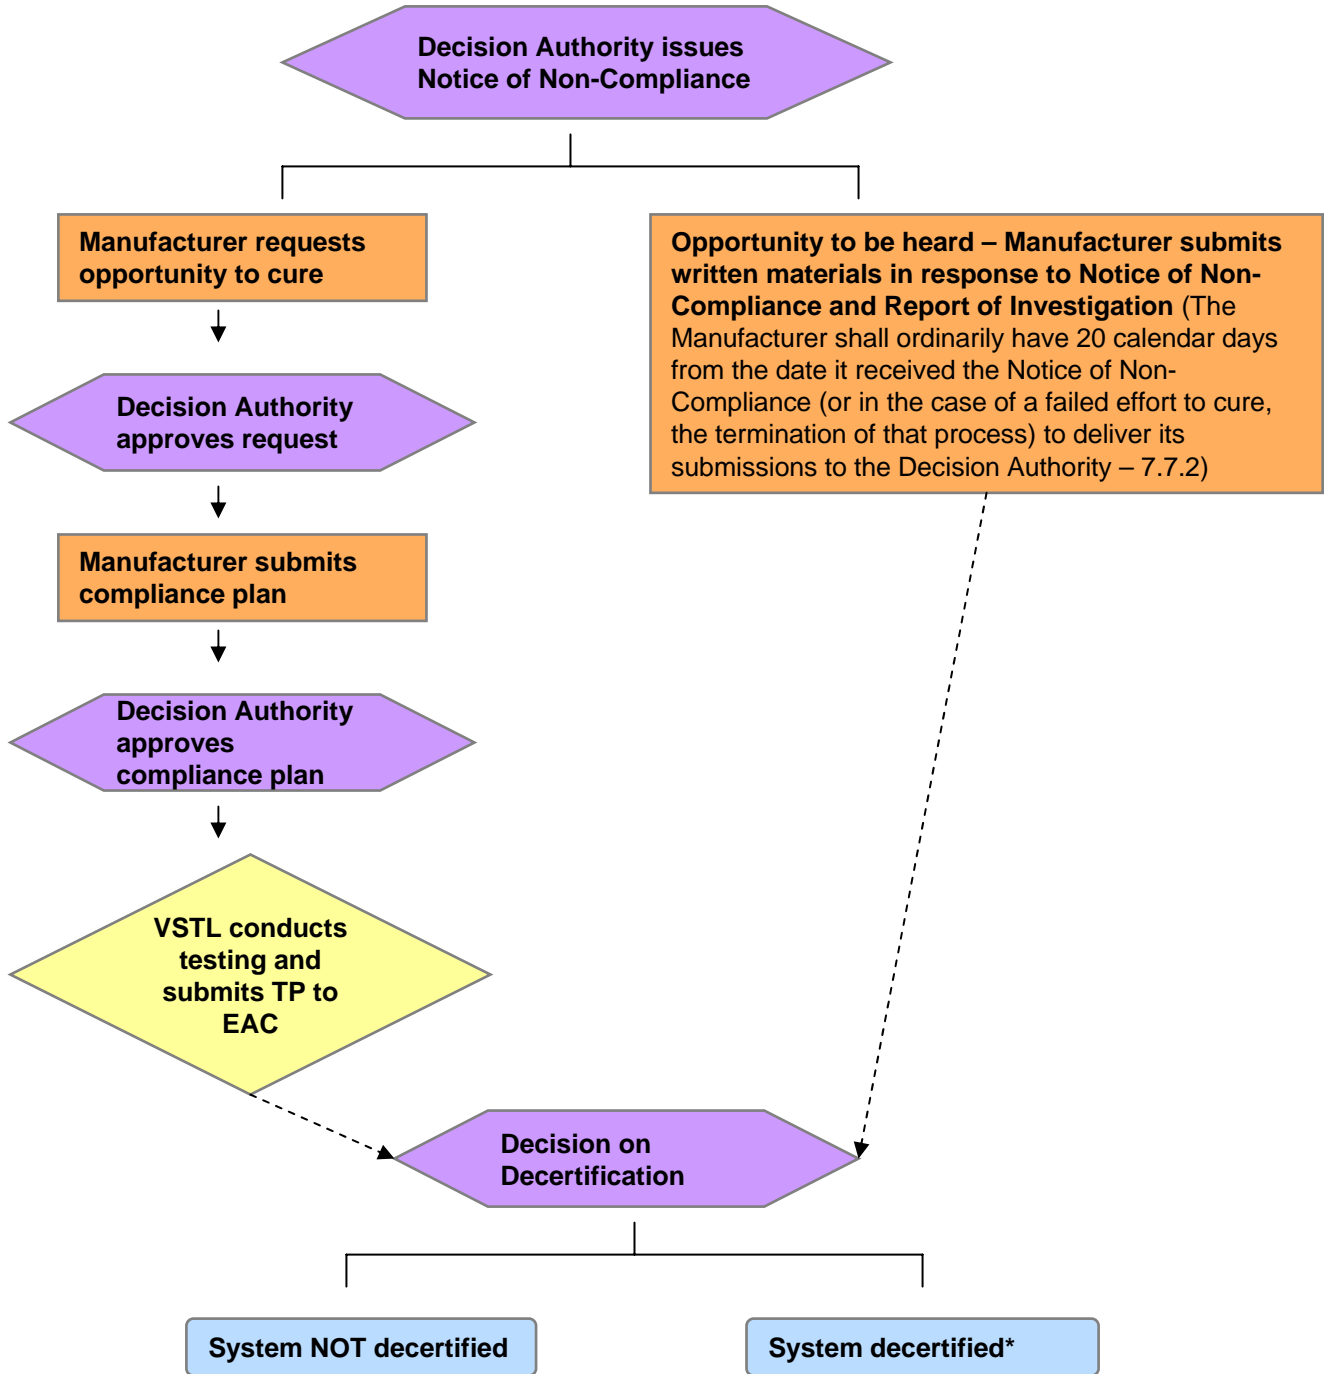 Decision Authority issues
Notice of Non-Compliance
Manufacturer requests
opportunity to cure
Opportunity to be heard – Manufacturer submits
written materials in response to Notice of Non-
Compliance and Report of Investigation (The
Manufacturer shall ordinarily have 20 calendar days
from the date it received the Notice of Non-
Compliance (or in the case of a failed effort to cure,
the termination of that process) to deliver its
submissions to the Decision Authority – 7.7.2)
Decision Authority
approves request
Manufacturer submits
compliance plan
Decision Authority
approves
compliance plan
VSTL conducts
testing and
submits TP to
EAC
Decision on
Decertification
System NOT decertified
System decertified*